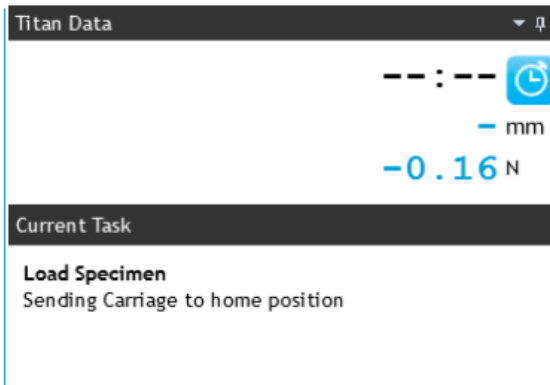 Titan Data
--:--
- mm
-0.16 N
Current Task
Load Specimen
Sending Carriage to home position